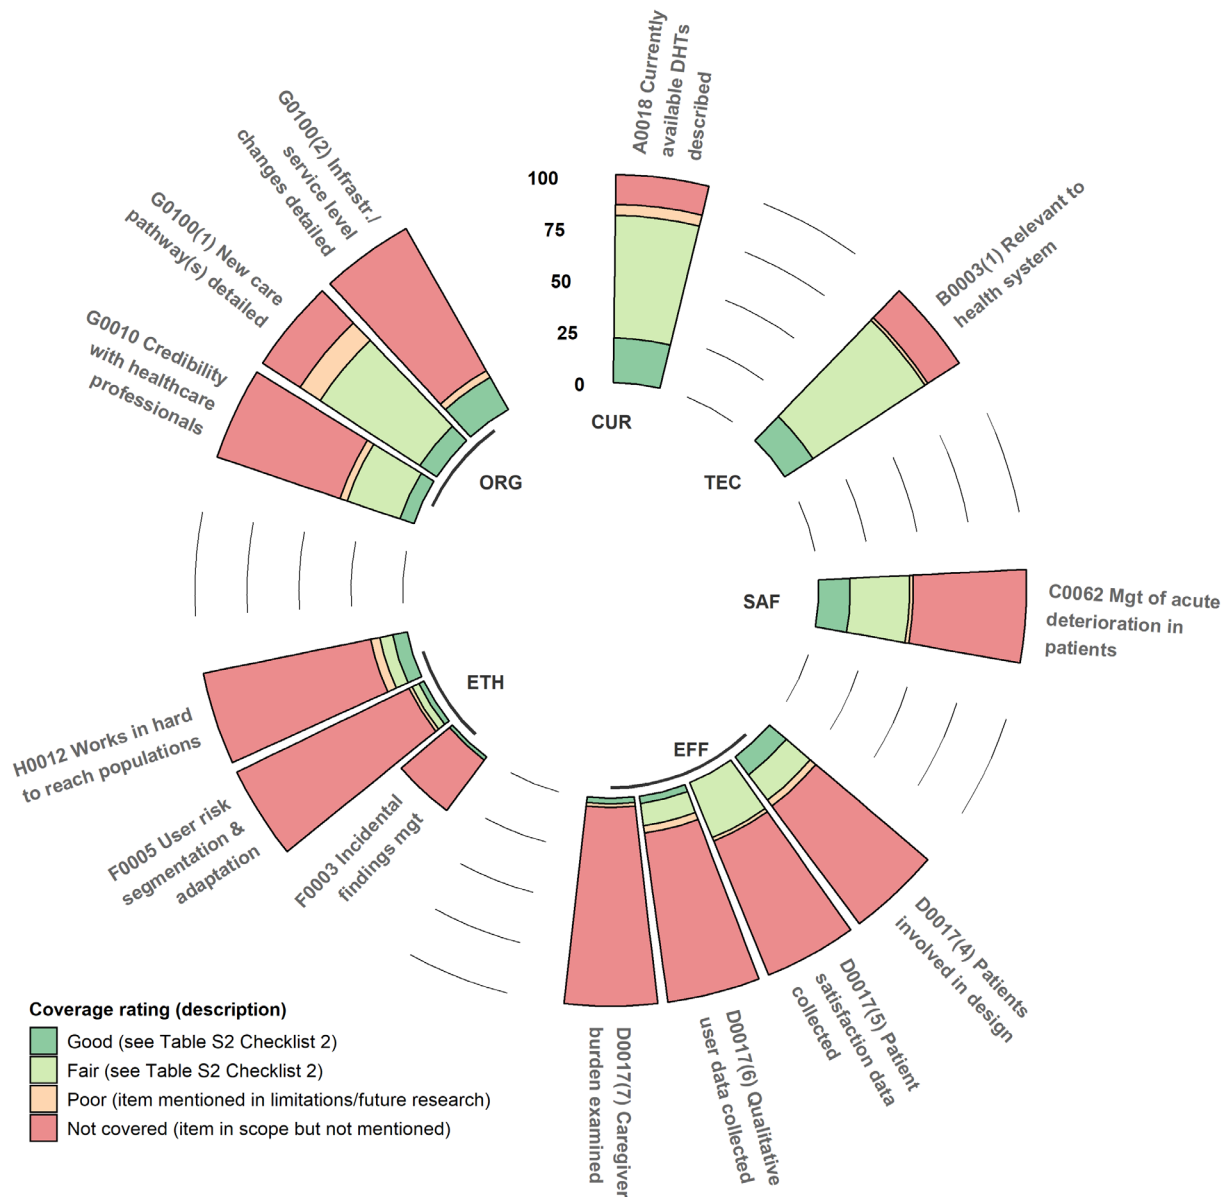 A0018 Currently
available DHTs
described
B0003(1) Relevant to
health system
C0062 Mgt of acute
deterioration in
patients
D0017(4) Patients
involved in design
D0017(5) Patient
satisfaction data
collected
D0017(6) Qualitative
user data collected
D0017(7) Caregiver
burden examined
F0003 Incidental
findings mgt
F0005 User risk
segmentation &
adaptation
H0012 Works in hard
to reach populations
G0010 Credibility
with healthcare
professionals
G0100(1) New care
pathway(s) detailed
G0100(2) Infrastr./
service level
changes detailed
100
75
50
25
0
CUR
TEC
SAF
EFF
ETH
ORG
Coverage rating (description)
Good (see Table S2 Checklist 2)
Fair (see Table S2 Checklist 2)
Poor (item mentioned in limitations/future research)
Not covered (item in scope but not mentioned)